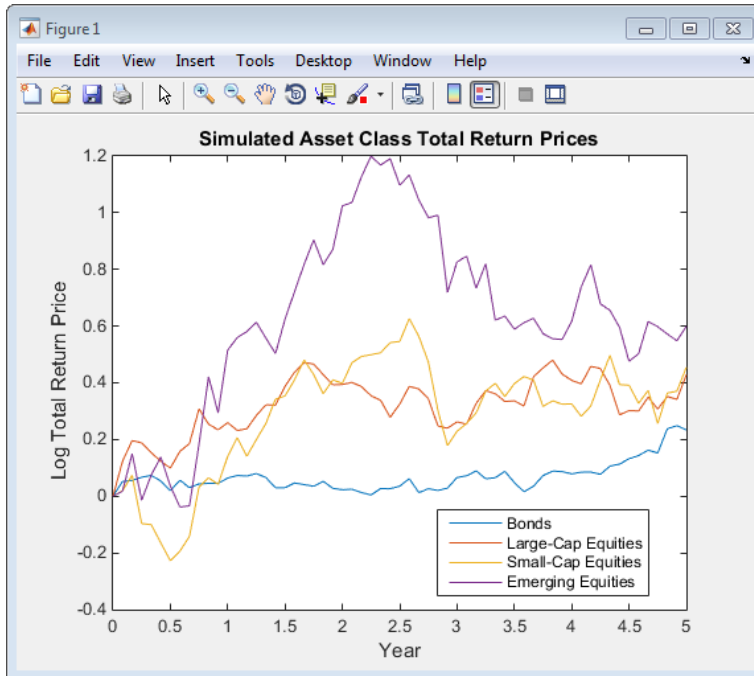 Figure 1
File Edit View Insert Tools Desktop Window Help
Simulated Asset Class Total Return Prices
1.2
1
0.8
0.6
0.4
0.2
0
-0.2
-0.4
Log Total Return Price
0 0.5 1 1.5 2 2.5 3 3.5 4 4.5 5
Year
Bonds
Large-Cap Equities
Small-Cap Equities
Emerging Equities